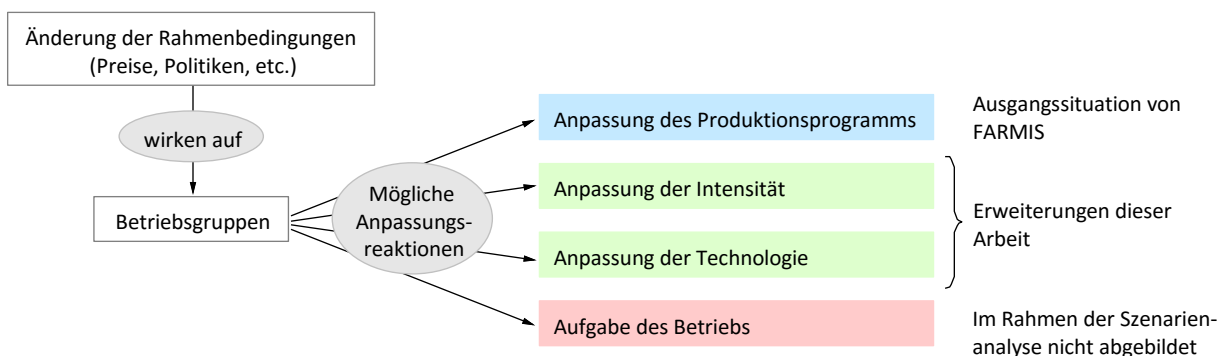 Änderung der Rahmenbedingungen
(Preise, Politiken, etc.)
wirken auf
Betriebsgruppen
Mögliche
Anpassungs-
reaktionen
Anpassung des Produktionsprogramms
Ausgangssituation von
FARMIS
Anpassung der Intensität
Anpassung der Technologie
Erweiterungen dieser
Arbeit
Aufgabe des Betriebs
Im Rahmen der Szenarien-
analyse nicht abgebildet